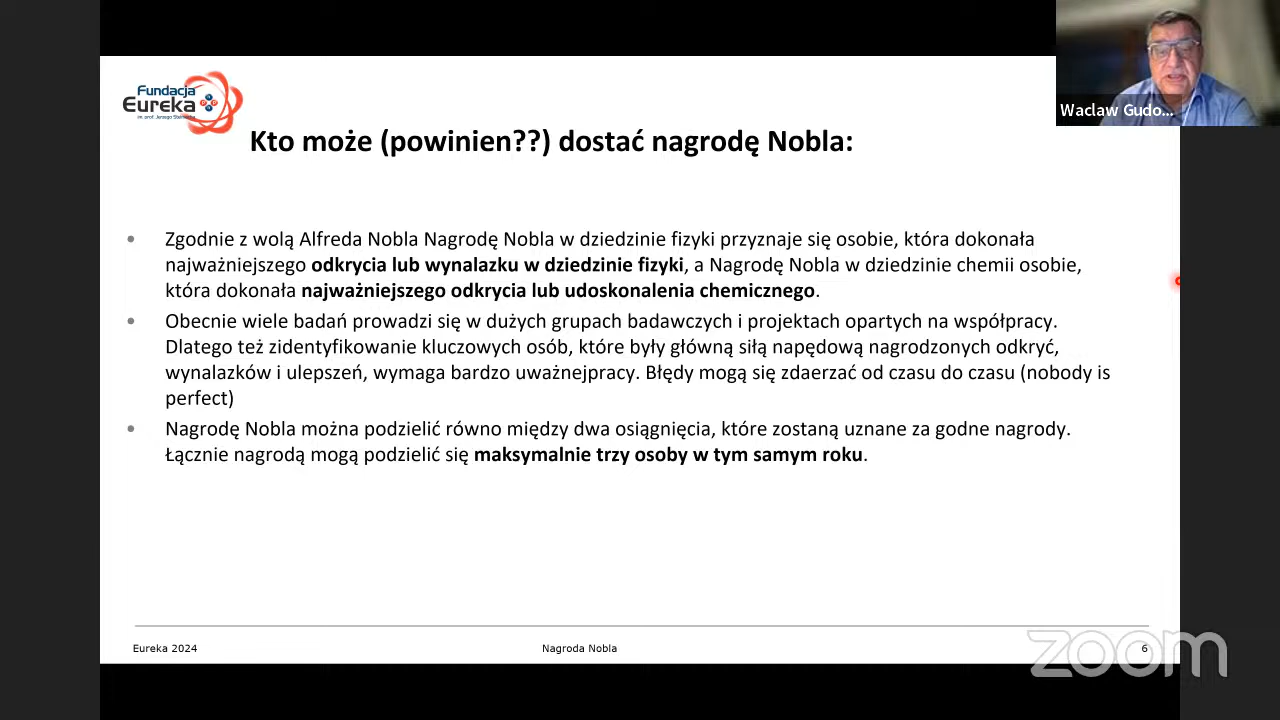 Fundacja
Eureka
im. prof. Jerzego
Waclaw Gudo...
Kto może (powinien??) dostać nagrodę Nobla:
Zgodnie z wolą Alfreda Nobla Nagrodę Nobla w dziedzinie fizyki przyznaje się osobie, która dokonała
najważniejszego odkrycia lub wynalazku w dziedzinie fizyki, a Nagrodę Nobla w dziedzinie chemii osobie,
która dokonała najważniejszego odkrycia lub udoskonalenia chemicznego.
Obecnie wiele badań prowadzi się w dużych grupach badawczych i projektach opartych na współpracy.
Dlatego też zidentyfikowanie kluczowych osób, które były główną siłą napędową nagrodzonych odkryć,
wynalazków i ulepszeń, wymaga bardzo uważnejpracy. Błędy mogą się zdaerzać od czasu do czasu (nobody is
perfect)
Nagrodę Nobla można podzielić równo między dwa osiągnięcia, które zostaną uznane za godne nagrody.
Łącznie nagrodą mogą podzielić się maksymalnie trzy osoby w tym samym roku.
Eureka 2024
Nagroda Nobla
6
zoom